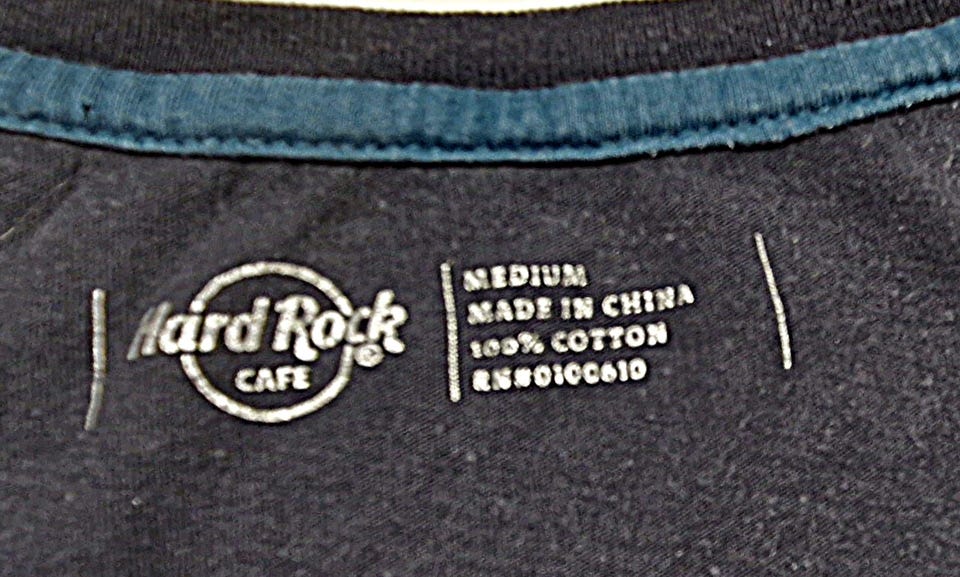 Hard Rock
CAFE
®
MEDIUM
MADE IN CHINA
100% COTTON
RN#0100610